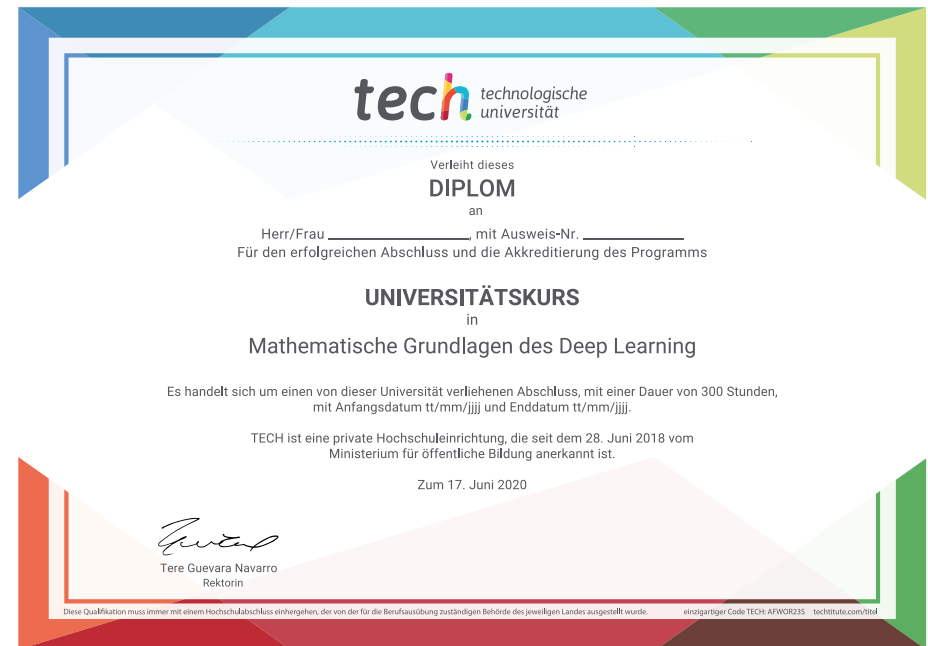 tech technologische
universität
Verleiht dieses
DIPLOM
an
Herr/Frau ________________, mit Ausweis-Nr. ____________
Für den erfolgreichen Abschluss und die Akkreditierung des Programms
UNIVERSITÄTSKURS
in
Mathematische Grundlagen des Deep Learning
Es handelt sich um einen von dieser Universität verliehenen Abschluss, mit einer Dauer von 300 Stunden,
mit Anfangsdatum tt/mm/jjjj und Enddatum tt/mm/jjjj.
TECH ist eine private Hochschuleinrichtung, die seit dem 28. Juni 2018 vom
Ministerium für öffentliche Bildung anerkannt ist.
Zum 17. Juni 2020
Tere Guevara Navarro
Rektorin
Diese Qualifikation muss immer mit einem Hochschulabschluss einhergehen, der von der für die Berufsausübung zuständigen Behörde des jeweiligen Landes ausgestellt wurde. einzigartiger Code TECH: AFWOR23S techtitute.com/titel